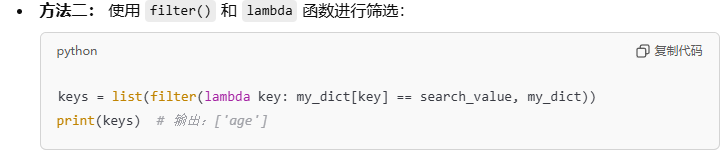 • 方法二： 使用 filter() 和 lambda 函数进行筛选：
python 复制代码
keys = list(filter(lambda key: my_dict[key] == search_value, my_dict))
print(keys)  # 输出：['age']